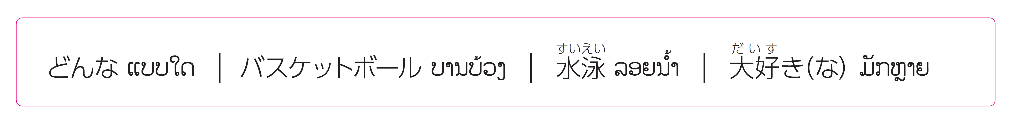 すいえい だいす
どんな ແບບໃດ | バスケットボール ບານບ້ວງ | 水泳 ລອຍນ້ຳ | 大好き(な) ມັກຫຼາຍ